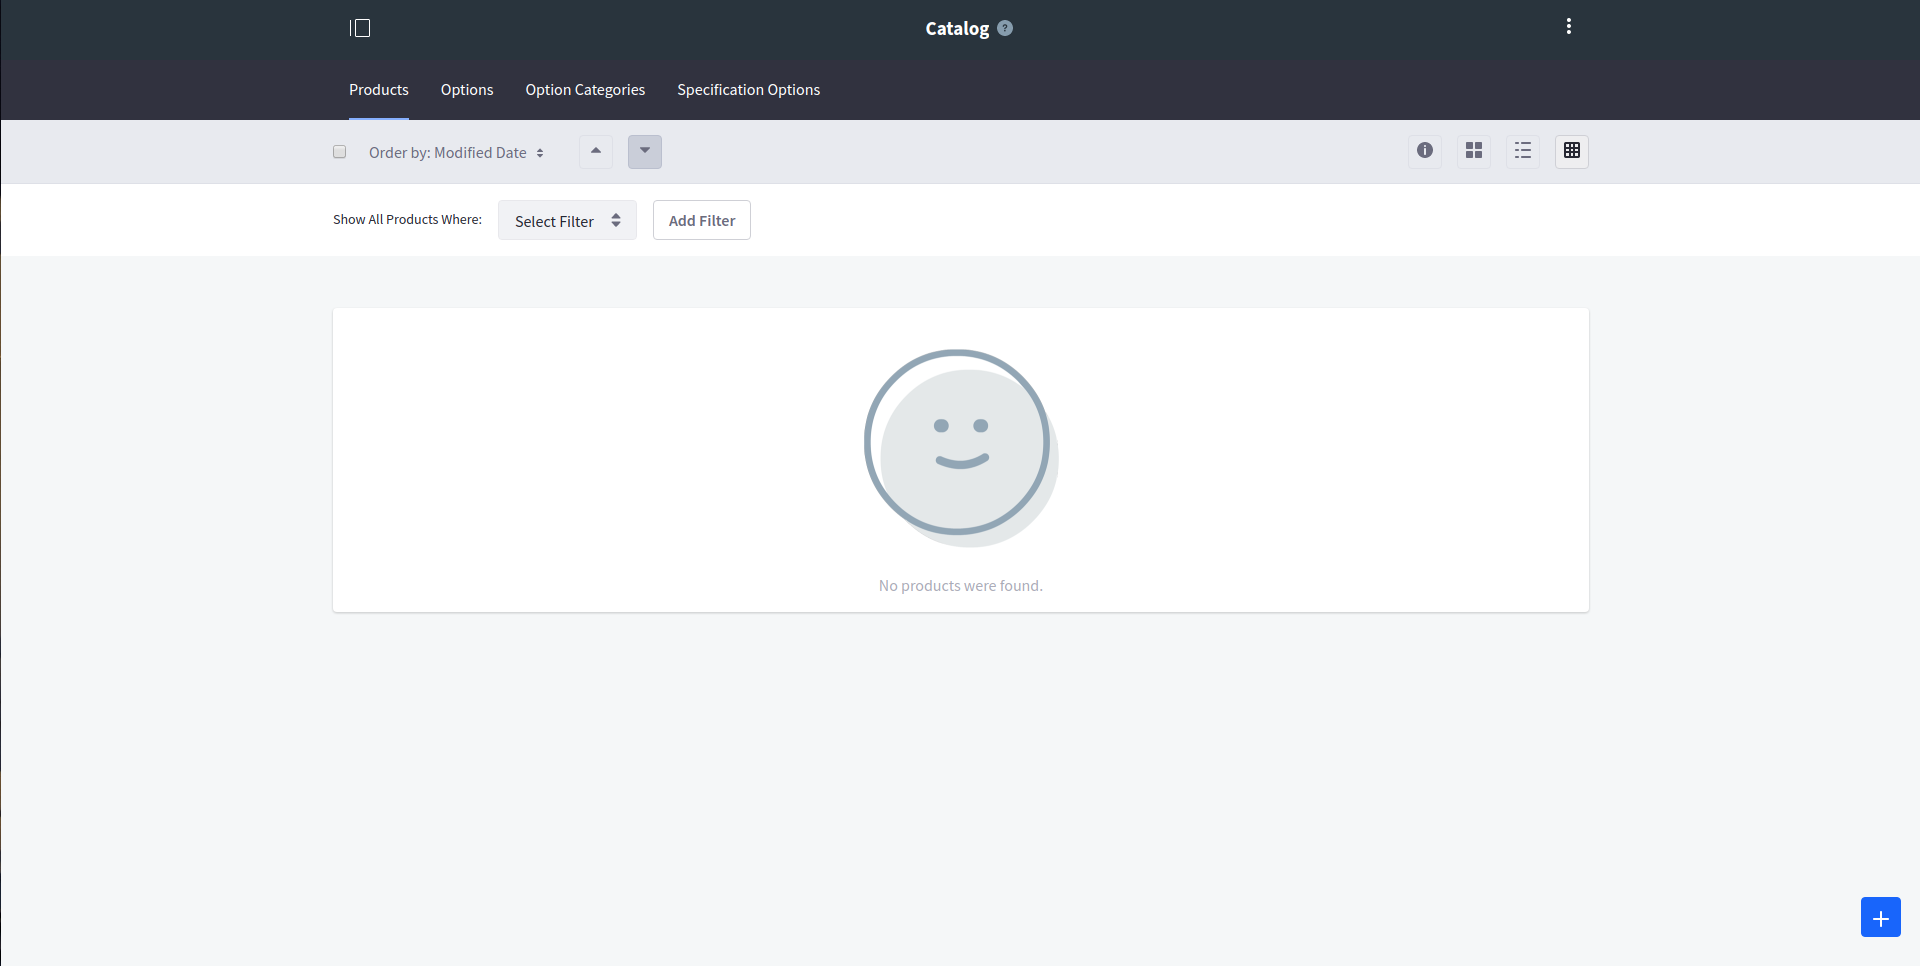 Catalog ?
Products Options Option Categories Specification Options
Order by: Modified Date
Show All Products Where: Select Filter Add Filter
No products were found.